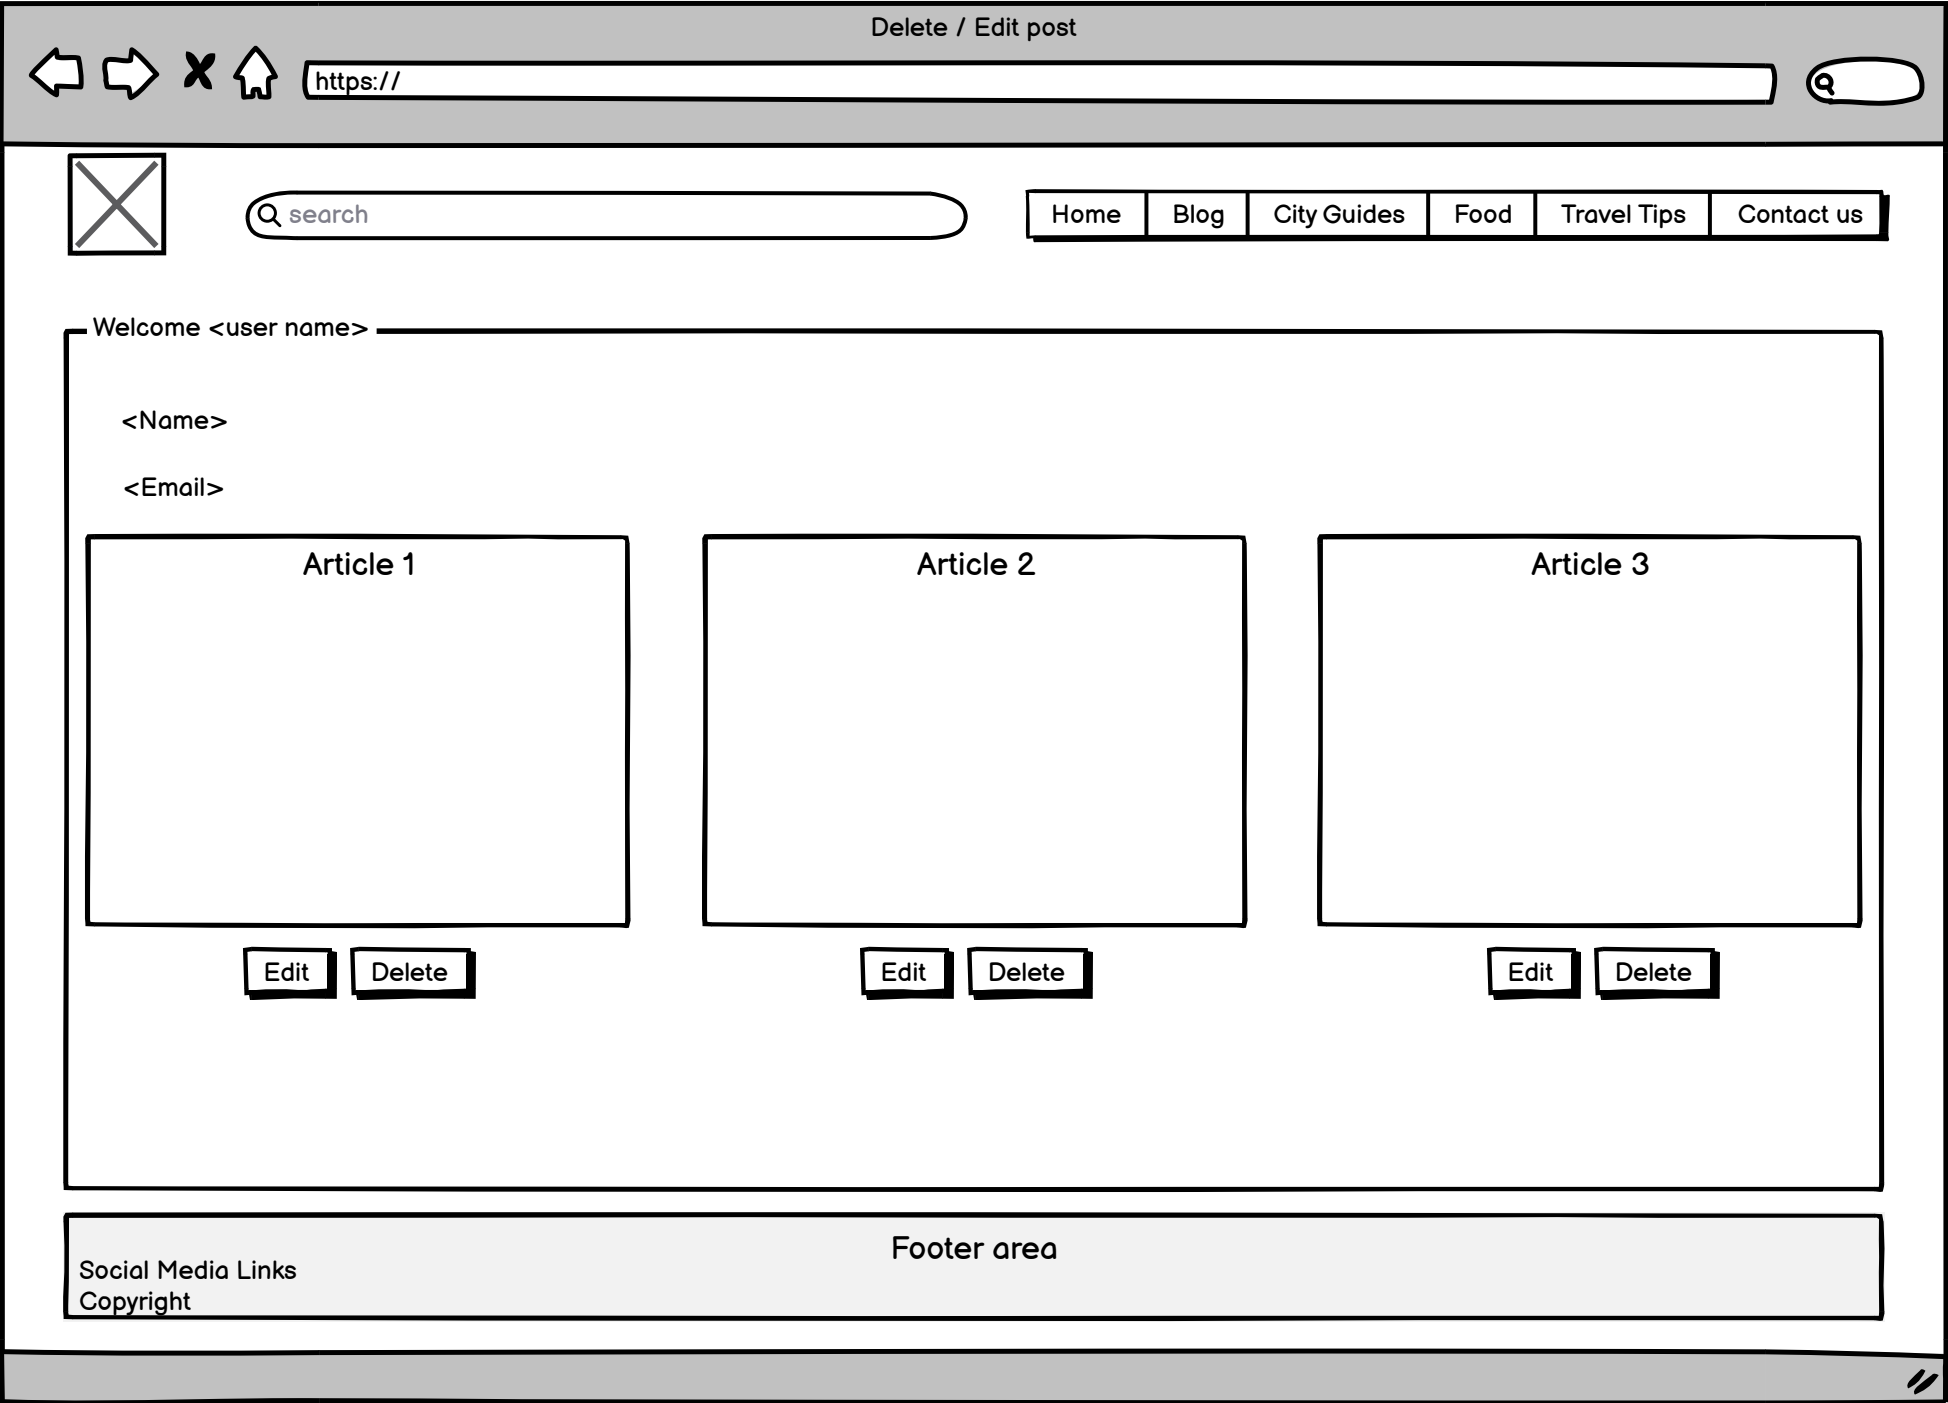 Delete / Edit post
https://
search
Home Blog City Guides Food Travel Tips Contact us
Welcome <user name>
<Name>
<Email>
Article 1 Article 2 Article 3
Edit Delete Edit Delete Edit Delete
Footer area
Social Media Links
Copyright